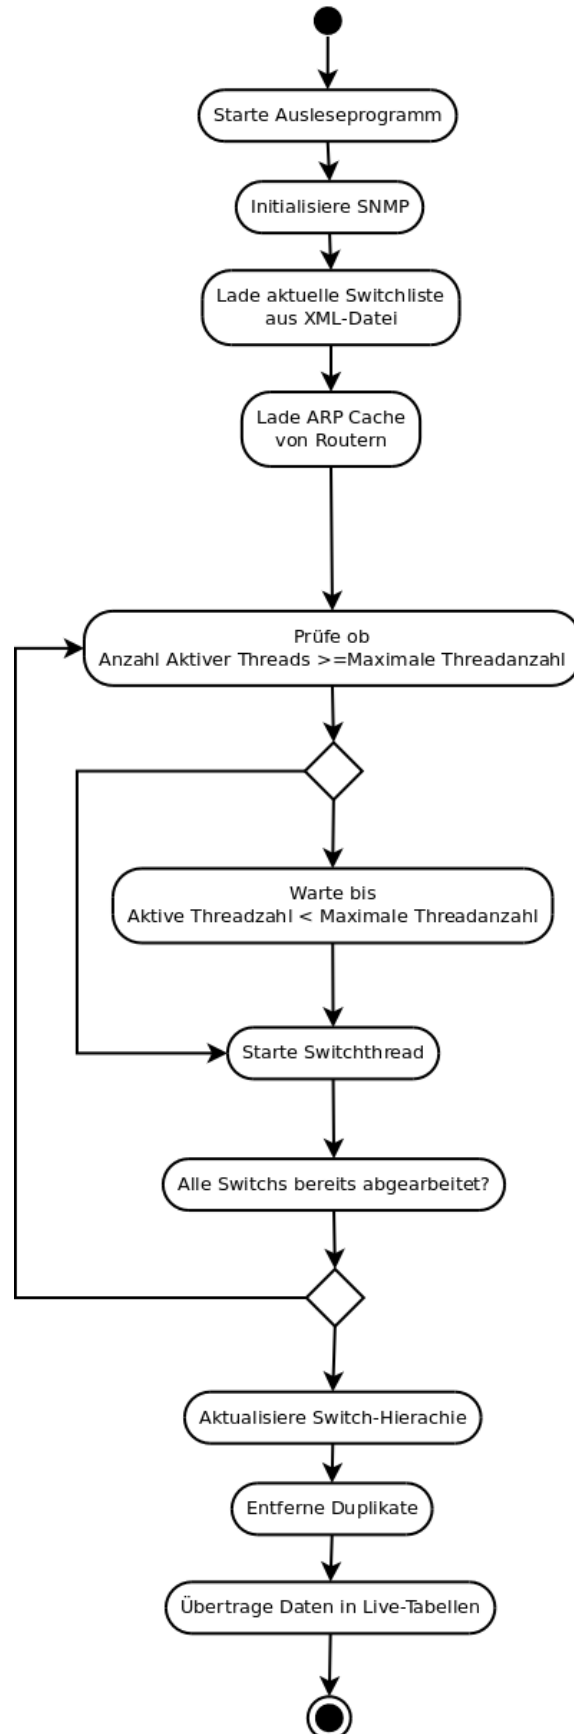 Starte Ausleseprogramm
Initialisiere SNMP
Lade aktuelle Switchliste
aus XML-Datei
Lade ARP Cache
von Routern
Prüfe ob
Anzahl Aktiver Threads >=Maximale Threadanzahl
Warte bis
Aktive Threadzahl < Maximale Threadanzahl
Starte Switchthread
Alle Switchs bereits abgearbeitet?
Aktualisiere Switch-Hierachie
Entferne Duplikate
Übertrage Daten in Live-Tabellen